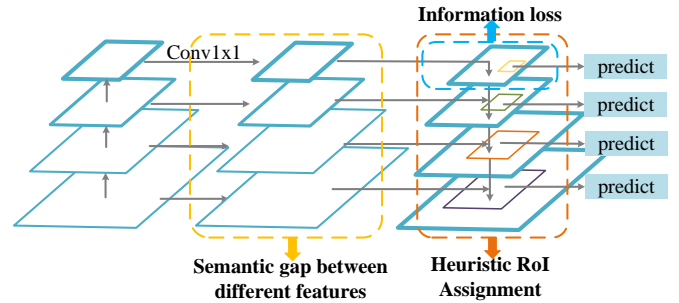 Information loss
Conv1x1
predict
predict
predict
predict
Semantic gap between
different features
Heuristic RoI
Assignment